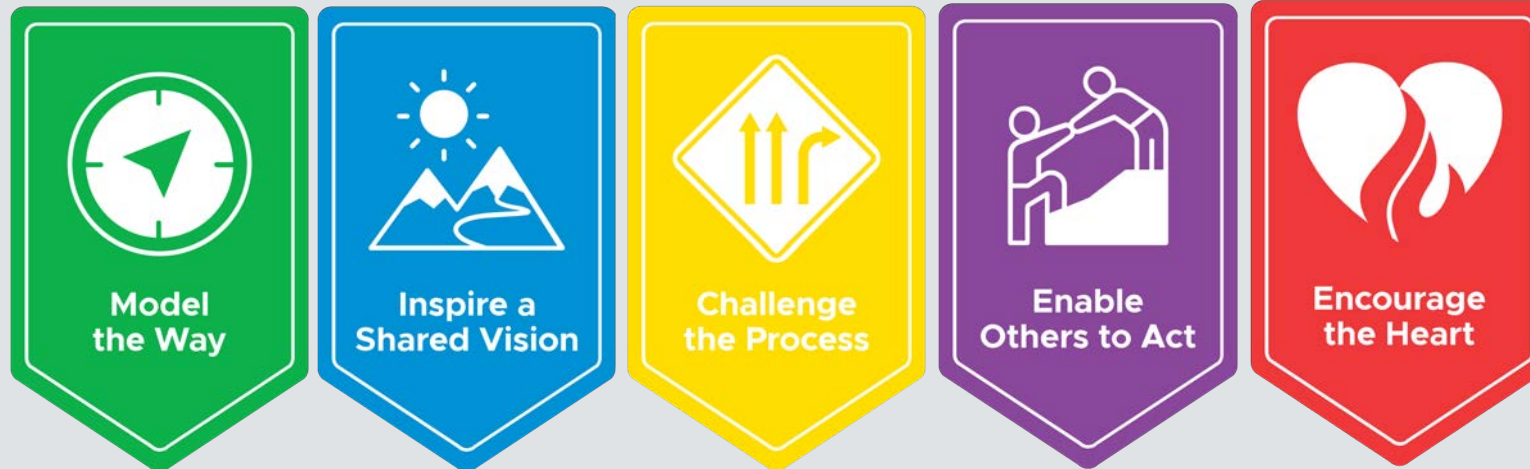 Model
the Way
Inspire a
Shared Vision
Challenge
the Process
Enable
Others to Act
Encourage
the Heart